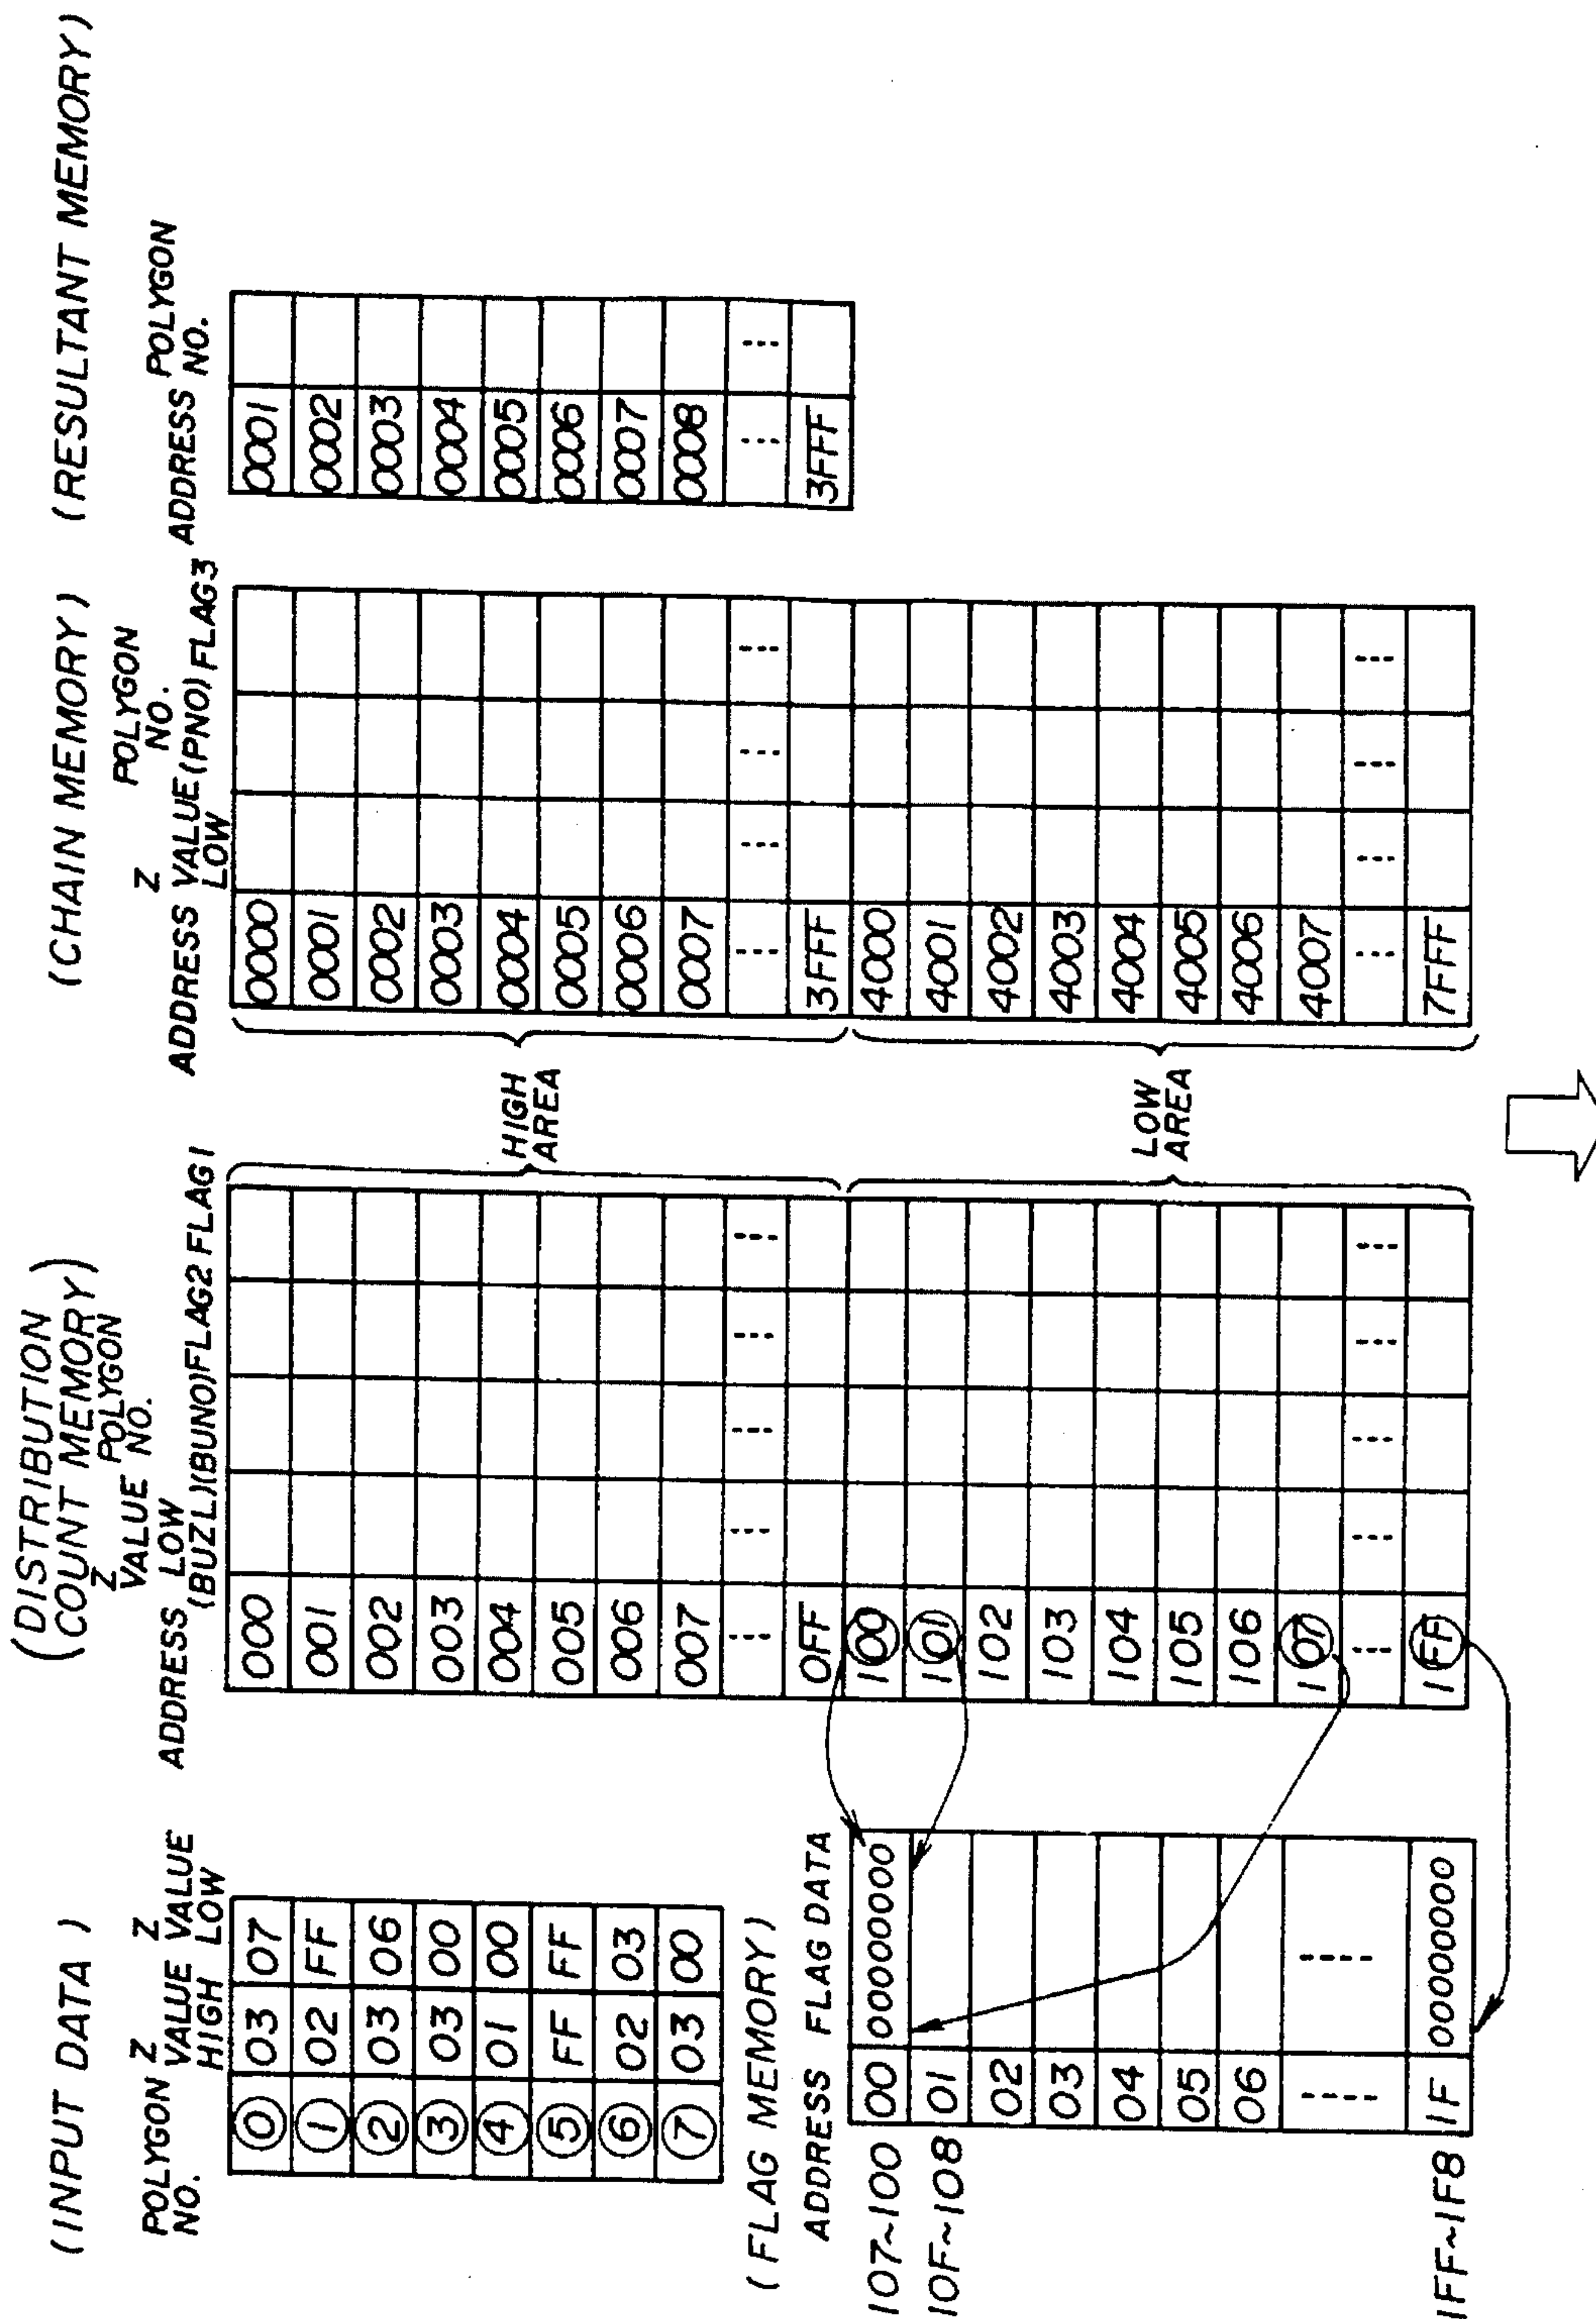 (INPUT DATA)
POLYGON NO. Z VALUE HIGH Z VALUE LOW
⓪ 03 07
① 02 FF
② 03 06
③ 03 00
④ 01 00
⑤ FF FF
⑥ 02 03
⑦ 03 00
(FLAG MEMORY)
ADDRESS FLAG DATA
107~100 00 00000000
10F~108 01
02
03
04
05
06
---- ----
1FF~1F8 1F 00000000
(DISTRIBUTION
COUNT MEMORY)
ADDRESS Z VALUE LOW (BUZL) POLYGON NO. (BUNO) FLAG2 FLAG1
000
001
002
003
004
005
006
007
--- --- --- --- ---
0FF
100
101
102
103
104
105
106
107
--- --- --- --- ---
1FF
HIGH
AREA
LOW
AREA
(CHAIN MEMORY)
ADDRESS Z VALUE LOW POLYGON NO. (PNO) FLAG3
0000
0001
0002
0003
0004
0005
0006
0007
--- --- --- ---
3FFF
4000
4001
4002
4003
4004
4005
4006
4007
--- --- --- ---
7FFF
(RESULTANT MEMORY)
ADDRESS POLYGON NO.
0001
0002
0003
0004
0005
0006
0007
0008
--- ---
3FFF